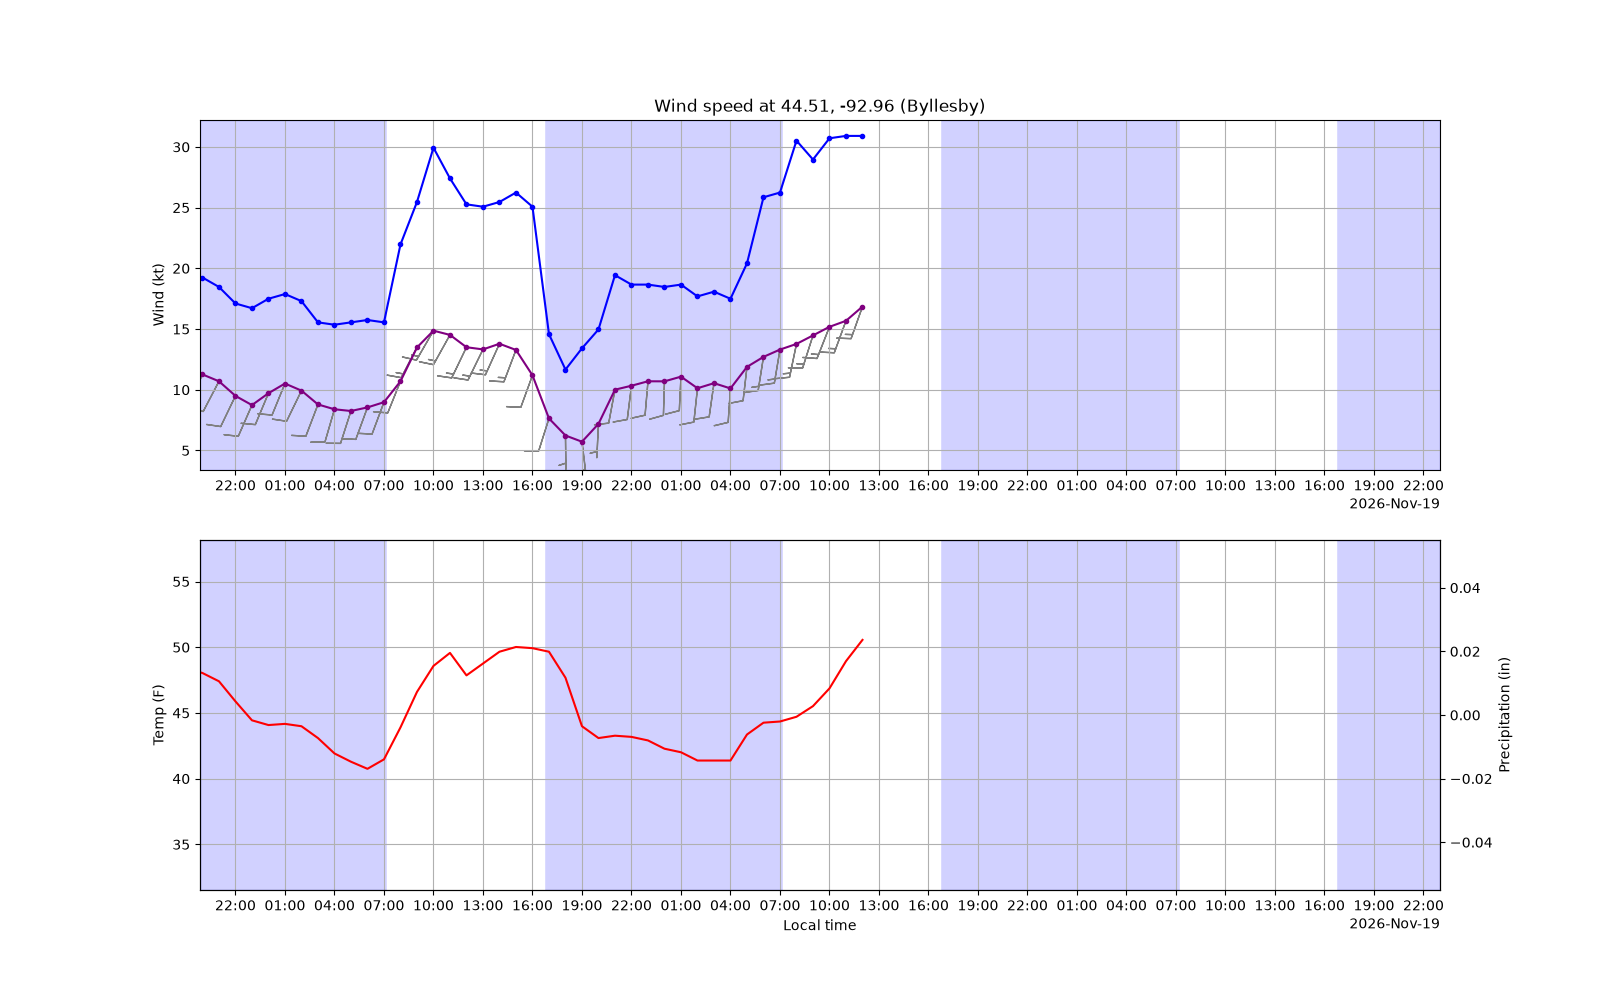 Wind speed at 44.51, -92.96 (Byllesby)
30
25
20
15
10
5
Wind (kt)
22:00 01:00 04:00 07:00 10:00 13:00 16:00 19:00 22:00 01:00 04:00 07:00 10:00 13:00 16:00 19:00 22:00 01:00 04:00 07:00 10:00 13:00 16:00 19:00 22:00
2026-Nov-19
55
50
45
40
35
Temp (F)
0.04
0.02
0.00
−0.02
−0.04
Precipitation (in)
22:00 01:00 04:00 07:00 10:00 13:00 16:00 19:00 22:00 01:00 04:00 07:00 10:00 13:00 16:00 19:00 22:00 01:00 04:00 07:00 10:00 13:00 16:00 19:00 22:00
Local time
2026-Nov-19